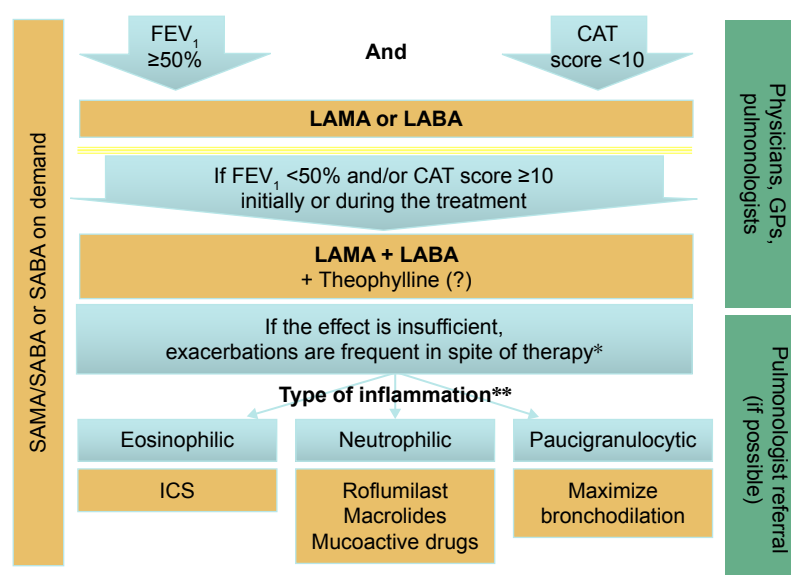 FEV₁
≥50%
And
CAT
score <10
LAMA or LABA
If FEV₁ <50% and/or CAT score ≥10
initially or during the treatment
LAMA + LABA
+ Theophylline (?)
If the effect is insufficient,
exacerbations are frequent in spite of therapy*
Type of inflammation**
Eosinophilic
Neutrophilic
Paucigranulocytic
ICS
Roflumilast
Macrolides
Mucoactive drugs
Maximize
bronchodilation
SAMA/SABA or SABA on demand
Physicians, GPs,
pulmonologists
Pulmonologist referral
(if possible)